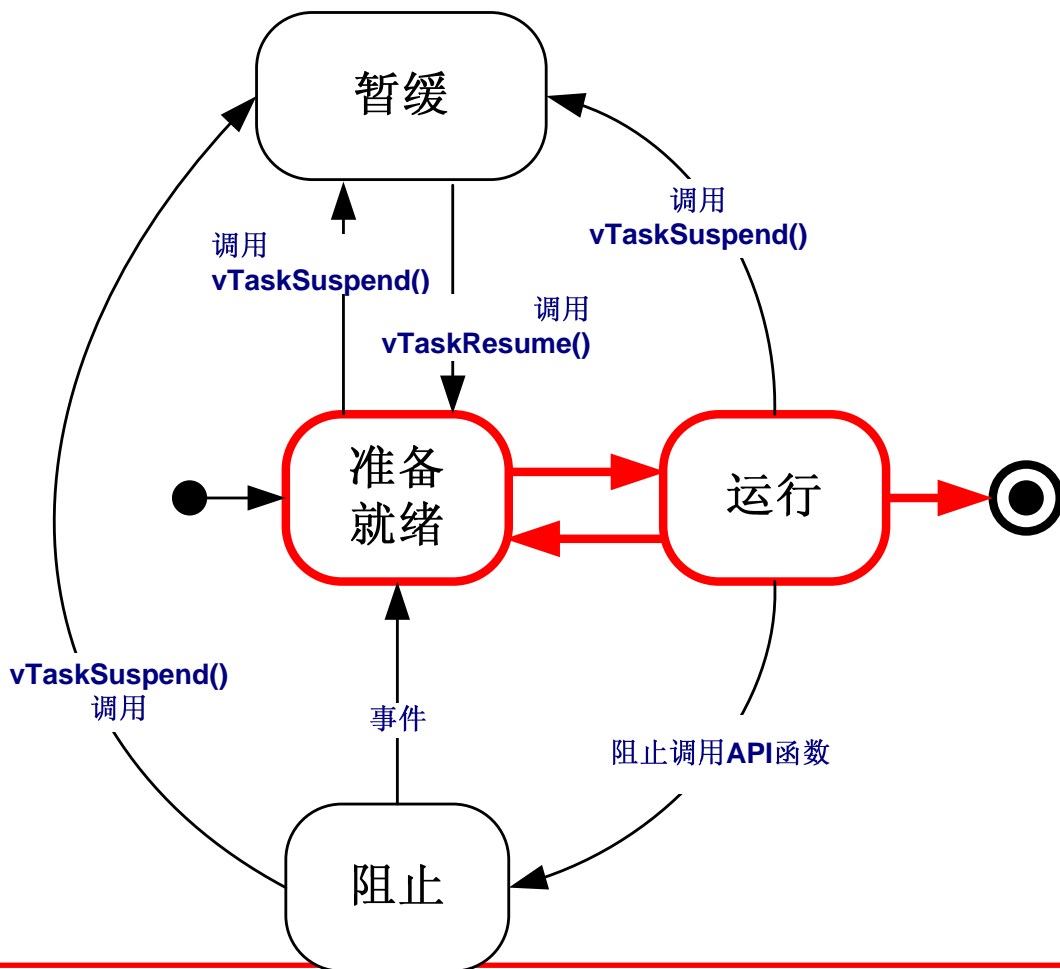 暂缓
调用
vTaskSuspend()
调用
vTaskSuspend()
调用
vTaskResume()
准备
就绪
运行
vTaskSuspend()
调用
事件
阻止调用API函数
阻止